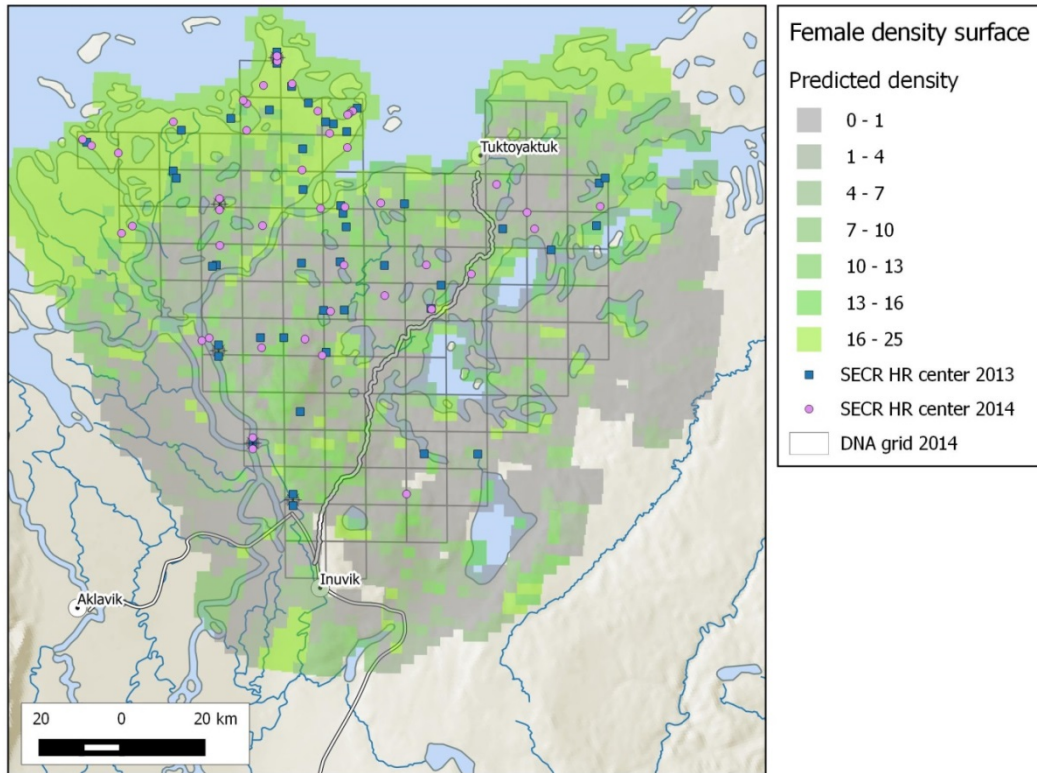 Tuktoyaktuk
Inuvik
Aklavik
20 0 20 km
Female density surface
Predicted density
0 - 1
1 - 4
4 - 7
7 - 10
10 - 13
13 - 16
16 - 25
SECR HR center 2013
SECR HR center 2014
DNA grid 2014